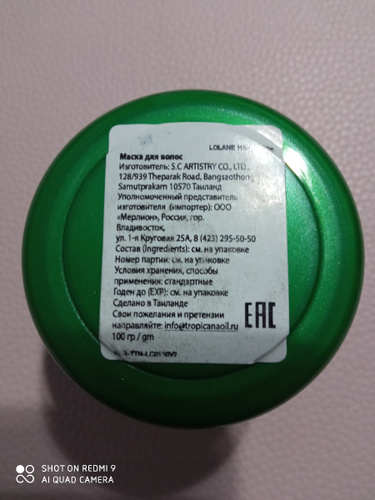 LOLANE
Маска для волос
Изготовитель: S.C ARTISTRY CO., LTD.,
128/939 Theparak Road, Bangsaothong
Samutprakarn 10570 Таиланд
Уполномоченный представитель
изготовителя (импортер): ООО
«Мерлион», Россия, гор.
Владивосток,
ул. 1-я Круговая 25А, 8 (423) 295-50-50
Состав (Ingredients): см. на упаковке
Номер партии: см. на упаковке
Условия хранения, способы
применения: стандартные
Годен до (EXP): см. на упаковке
Сделано в Таиланде
Свои пожелания и претензии
направляйте: info@tropicanaoil.ru
100 гр / gm
EAC
SHOT ON REDMI 9
AI QUAD CAMERA